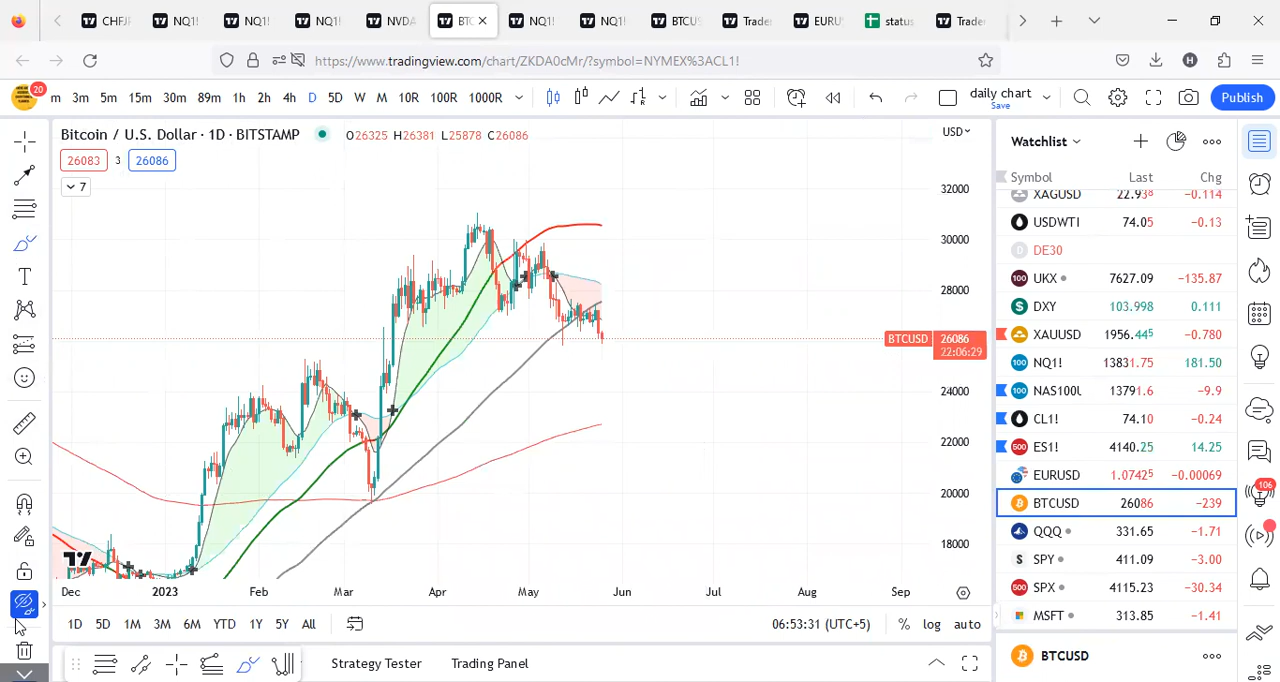 CHFJP
NQ1!
NQ1!
NQ1!
NVDA
BTC
NQ1!
NQ1!
BTCUS
Trader
EURU
status
Trader
https://www.tradingview.com/chart/ZKDA0cMr/?symbol=NYMEX%3ACL1!
20
m 3m 5m 15m 30m 89m 1h 2h 4h D 5D W M 10R 100R 1000R
daily chart
Save
Publish
Bitcoin / U.S. Dollar · 1D · BITSTAMP
O26325 H26381 L25878 C26086
USD
26083 3 26086
7
32000
30000
28000
BTCUSD 26086
22:06:29
24000
22000
20000
18000
Dec 2023 Feb Mar Apr May Jun Jul Aug Sep
1D 5D 1M 3M 6M YTD 1Y 5Y All
06:53:31 (UTC+5) % log auto
Strategy Tester Trading Panel
Watchlist
Symbol Last Chg
XAGUSD 22.938 −0.114
USDWTI 74.05 −0.13
DE30
UKX 7627.09 −135.87
DXY 103.998 0.111
XAUUSD 1956.445 −0.780
NQ1! 13831.75 181.50
NAS100U 13791.6 −9.9
CL1! 74.10 −0.24
ES1! 4140.25 14.25
EURUSD 1.07425 −0.00069
BTCUSD 26086 −239
QQQ 331.65 −1.71
SPY 411.09 −3.00
SPX 4115.23 −30.34
MSFT 313.85 −1.41
BTCUSD
106